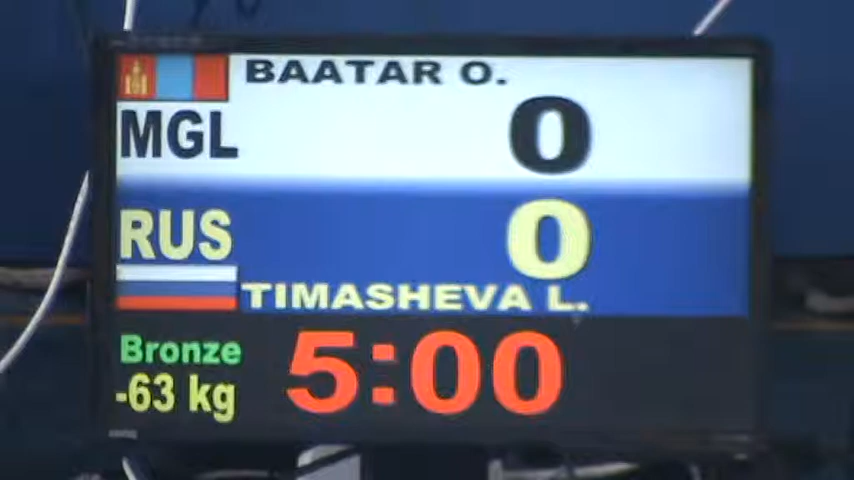 BAATAR O.
MGL 0
RUS 0
TIMASHEVA L.
Bronze
-63 kg
5:00